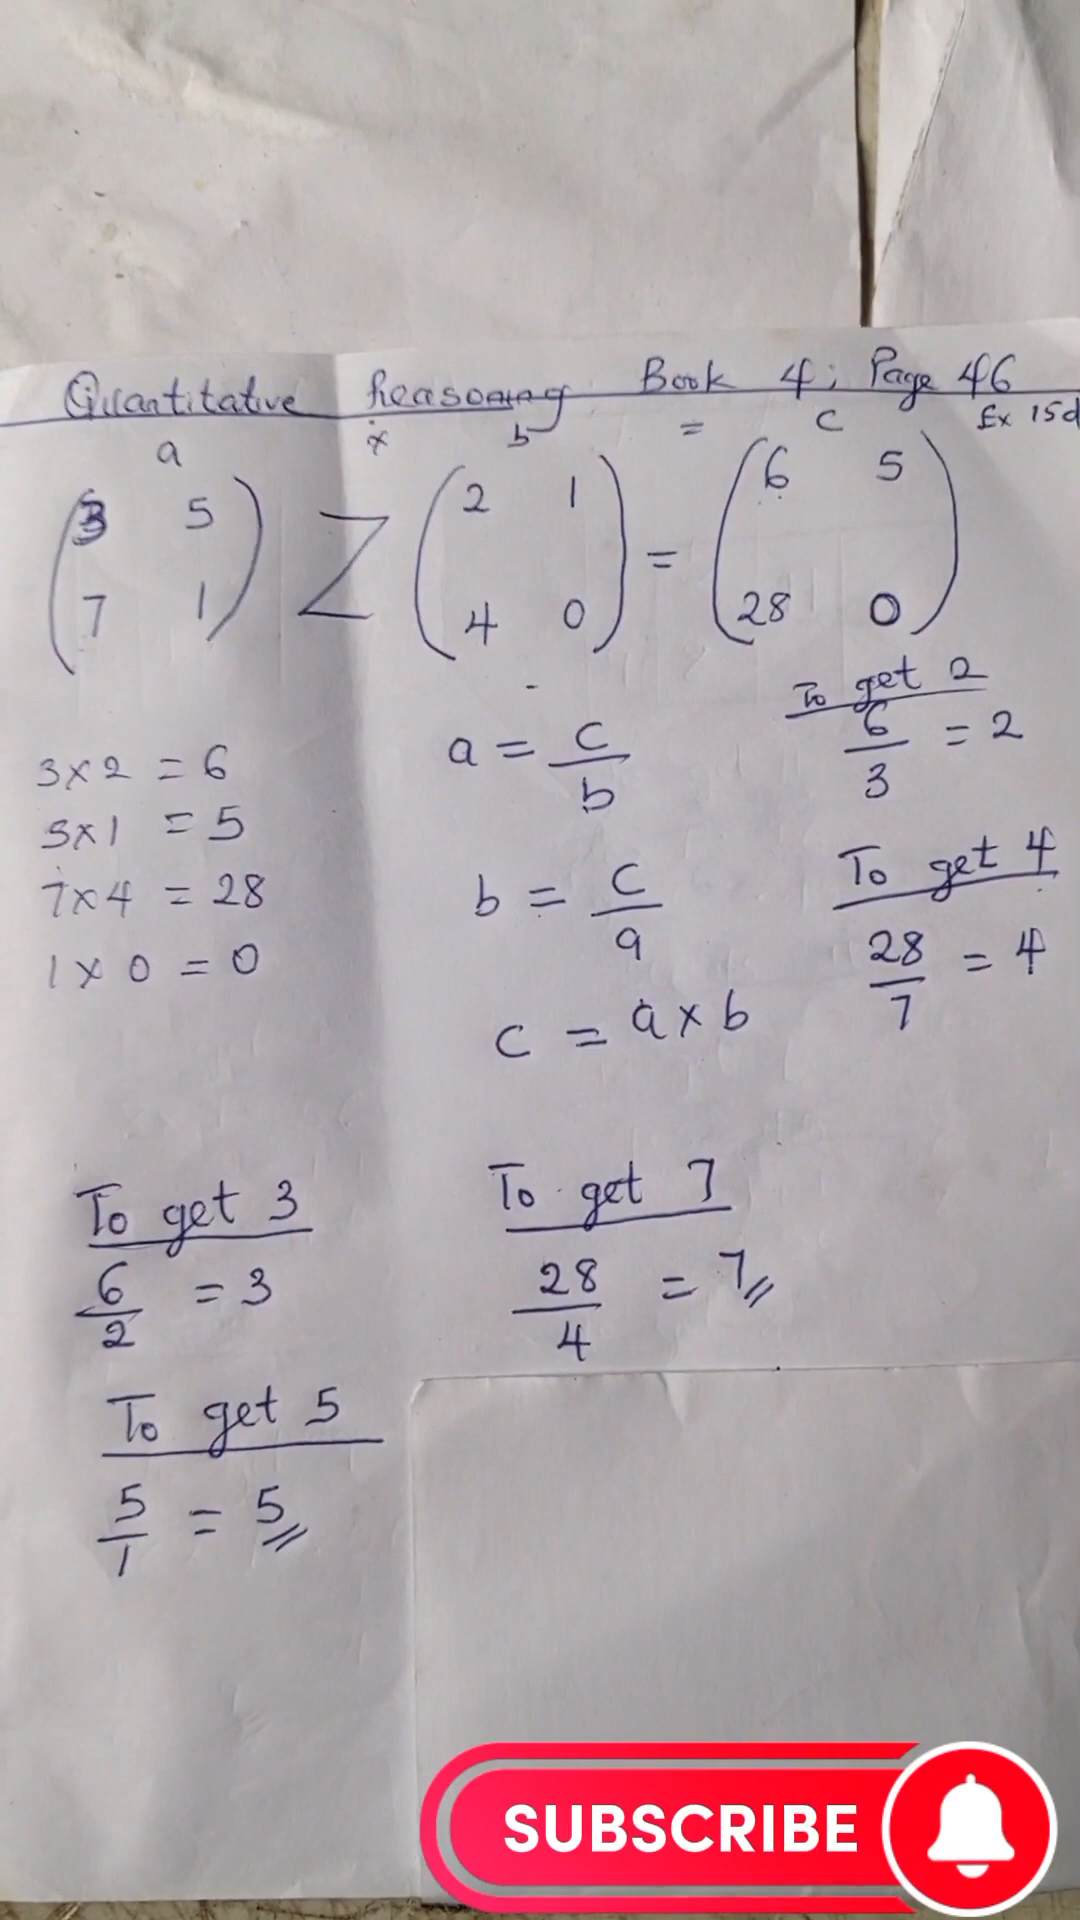 Quantitative Reasoning Book 4; Page 46
Ex 15d
a × b = c
3 5 Z 2 1 = 6 5
7 1 4 0 28 0
3×2 = 6
5×1 = 5
7×4 = 28
1×0 = 0
a = c/b
b = c/a
c = a×b
To get 2
6/3 = 2
To get 4
28/7 = 4
To get 3
6/2 = 3
To get 7
28/4 = 7
To get 5
5/1 = 5
SUBSCRIBE